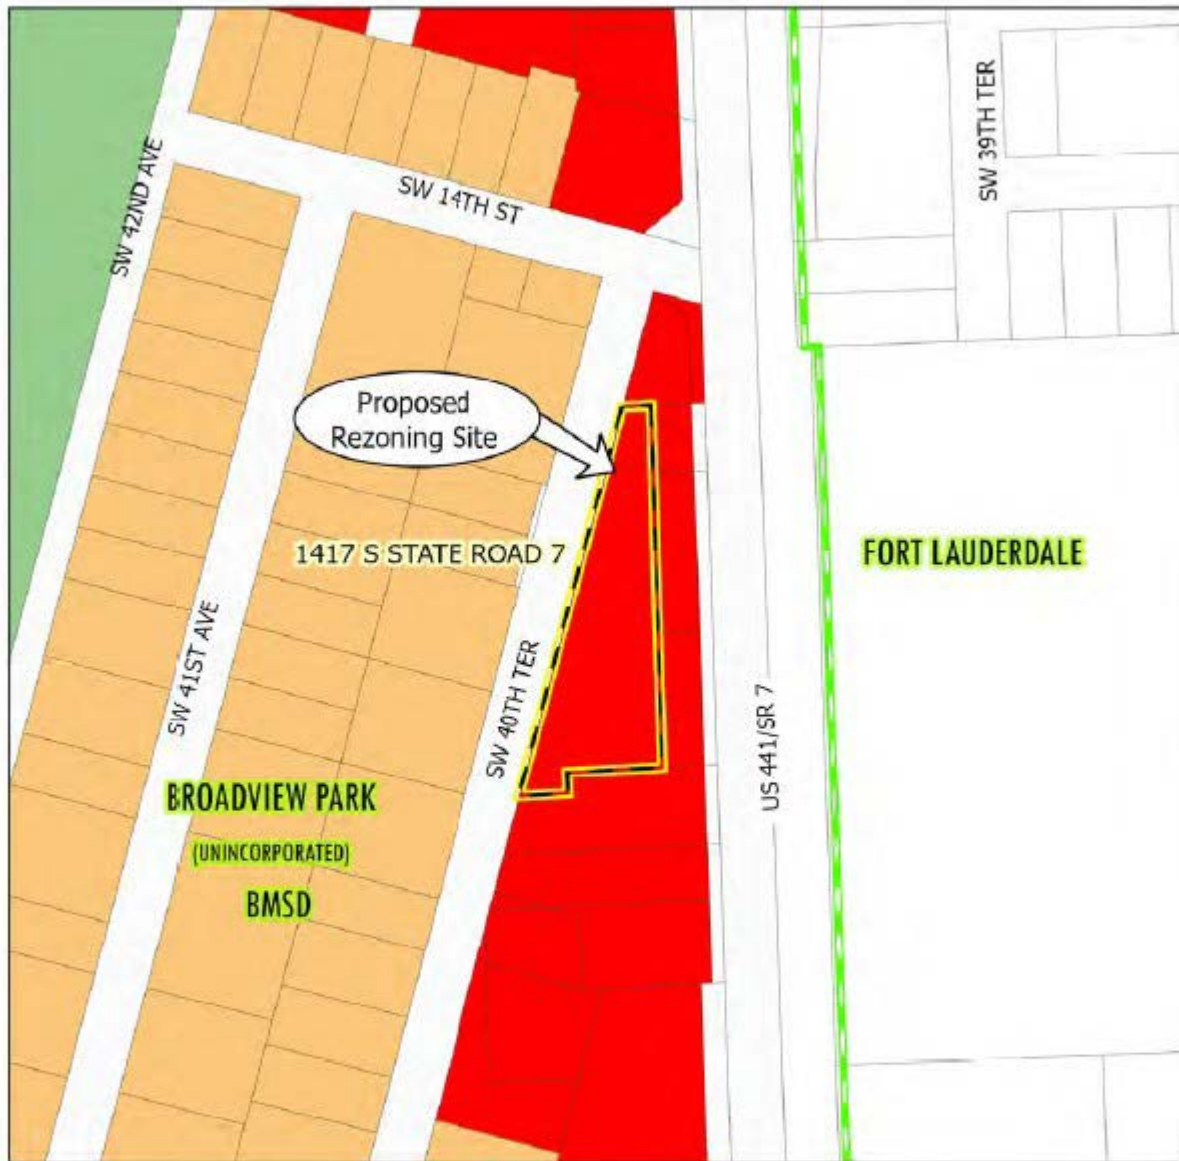 SW 39TH TER
SW 42ND AVE
SW 14TH ST
Proposed
Rezoning Site
1417 S STATE ROAD 7
FORT LAUDERDALE
SW 41ST AVE
SW 40TH TER
US 441/SR 7
BROADVIEW PARK
(UNINCORPORATED)
BMSD